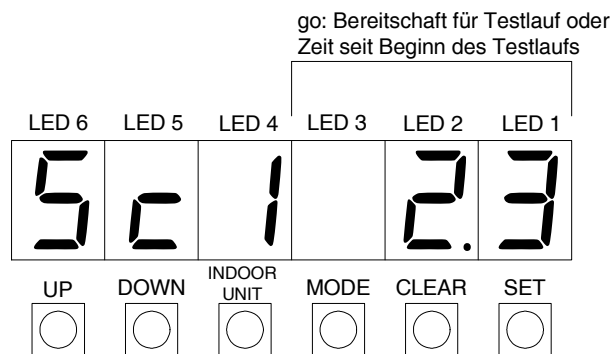 go: Bereitschaft für Testlauf oder
Zeit seit Beginn des Testlaufs
LED 6 LED 5 LED 4 LED 3 LED 2 LED 1
5 c 1 2. 3
UP DOWN INDOOR UNIT MODE CLEAR SET